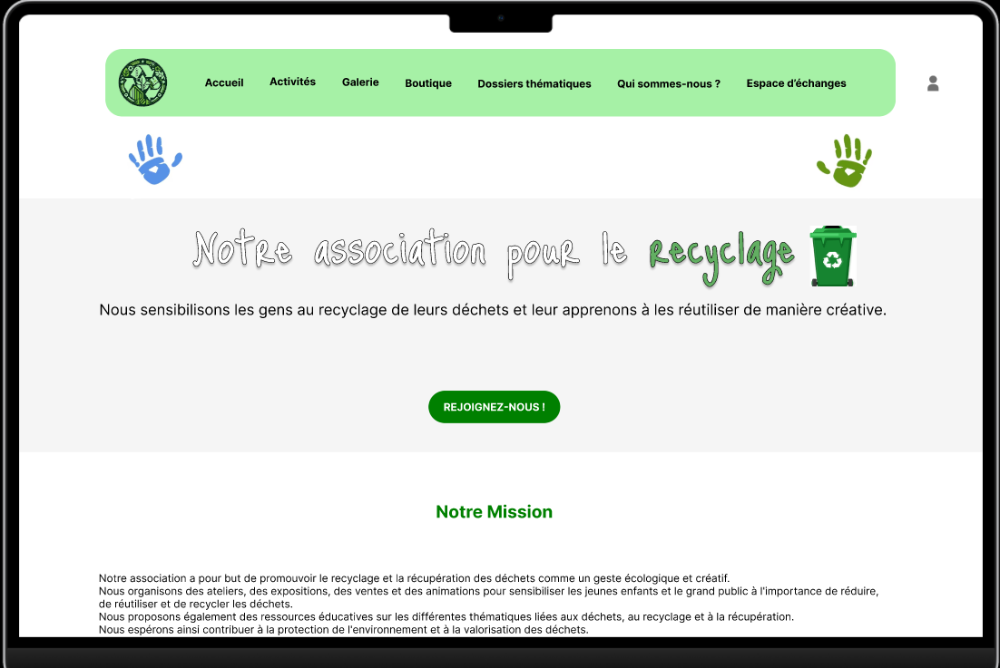 Accueil Activités Galerie Boutique Dossiers thématiques Qui sommes-nous ? Espace d'échanges
Notre association pour le recyclage
Nous sensibilisons les gens au recyclage de leurs déchets et leur apprenons à les réutiliser de manière créative.
REJOIGNEZ-NOUS !
Notre Mission
Notre association a pour but de promouvoir le recyclage et la récupération des déchets comme un geste écologique et créatif.
Nous organisons des ateliers, des expositions, des ventes et des animations pour sensibiliser les jeunes enfants et le grand public à l'importance de réduire,
de réutiliser et de recycler les déchets.
Nous proposons également des ressources éducatives sur les différentes thématiques liées aux déchets, au recyclage et à la récupération.
Nous espérons ainsi contribuer à la protection de l'environnement et à la valorisation des déchets.